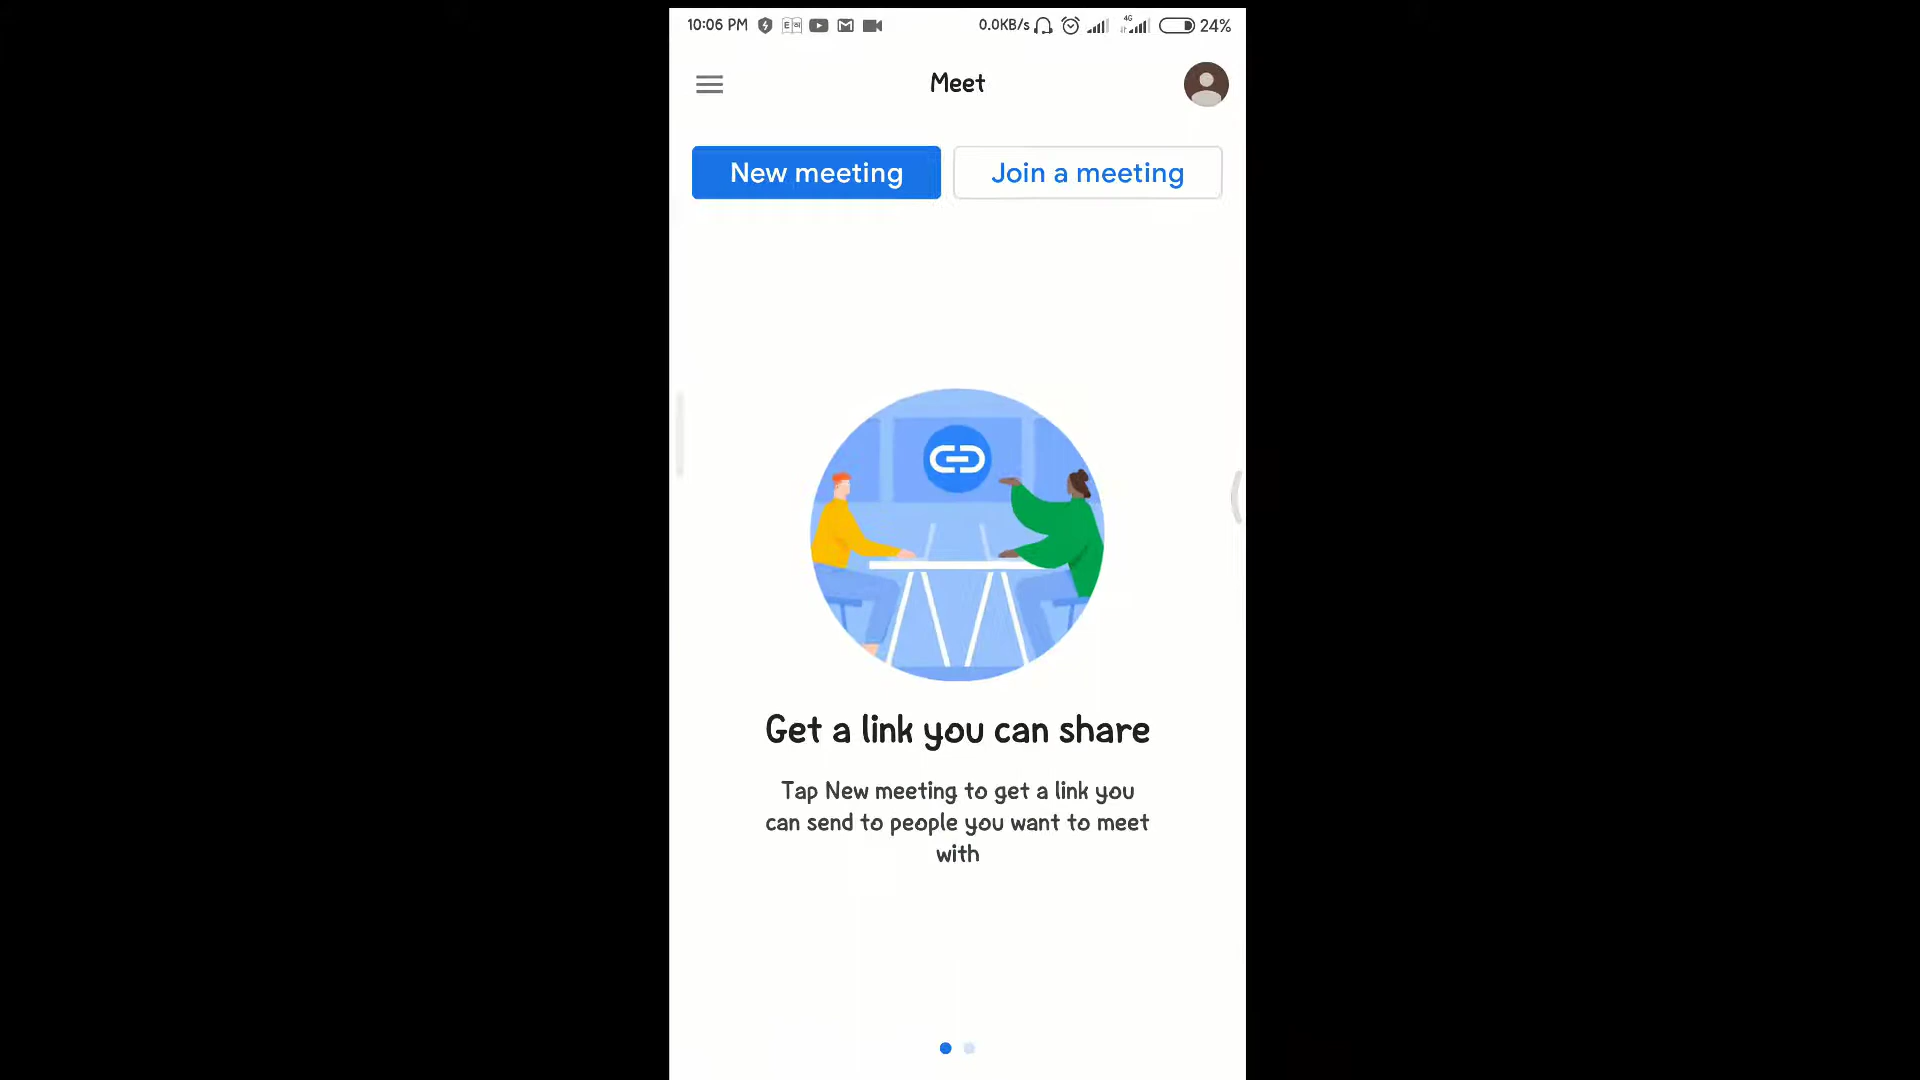 10:06 PM 0.0KB/s 4G 24%
Meet
New meeting Join a meeting
Get a link you can share
Tap New meeting to get a link you
can send to people you want to meet
with